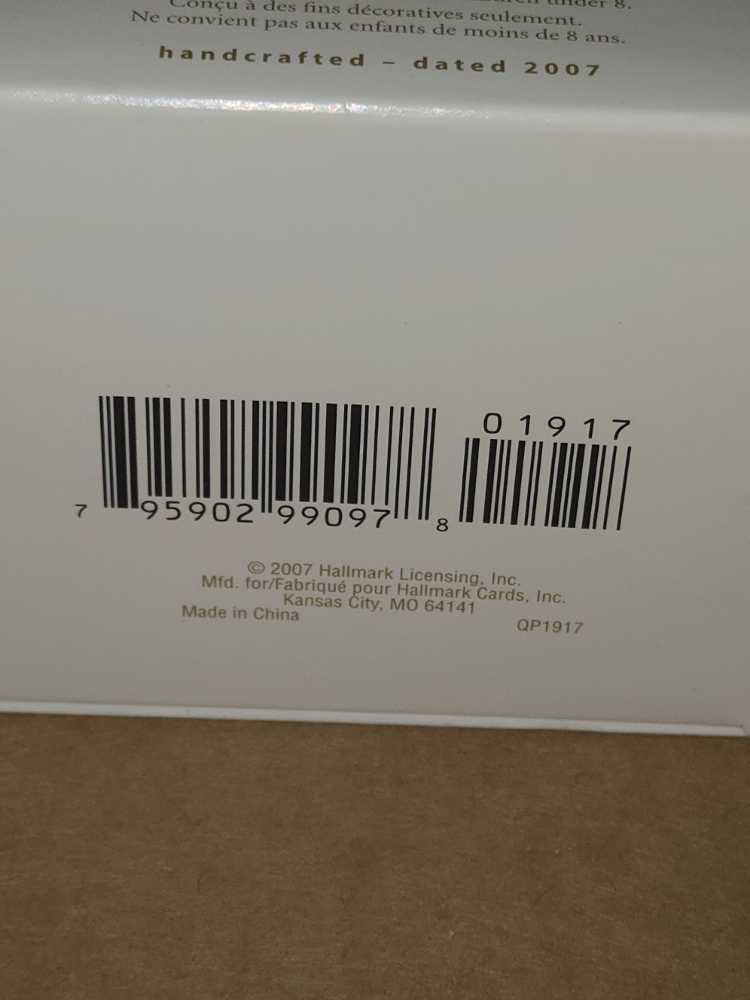 under 8.
Conçu à des fins décoratives seulement.
Ne convient pas aux enfants de moins de 8 ans.
handcrafted – dated 2007
01917
7 95902 99097 8
© 2007 Hallmark Licensing, Inc.
Mfd. for/Fabriqué pour Hallmark Cards, Inc.
Kansas City, MO 64141
Made in China
QP1917